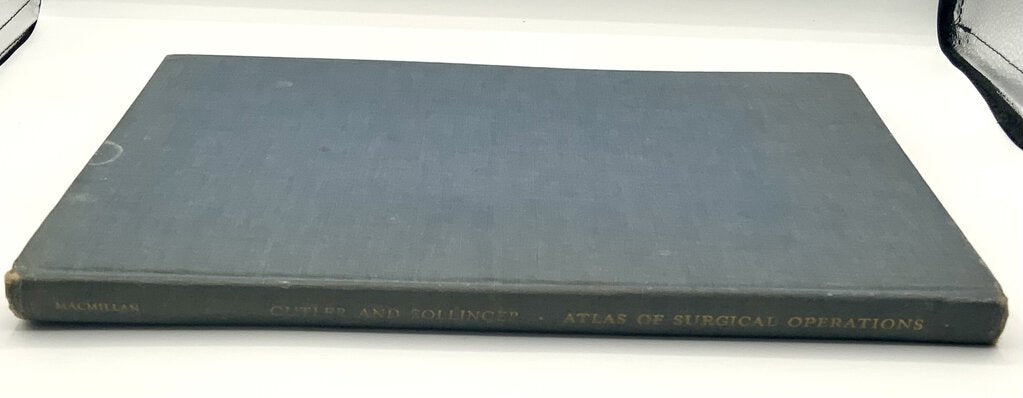 MACMILLAN CUTLER AND ZOLLINGER · ATLAS OF SURGICAL OPERATIONS